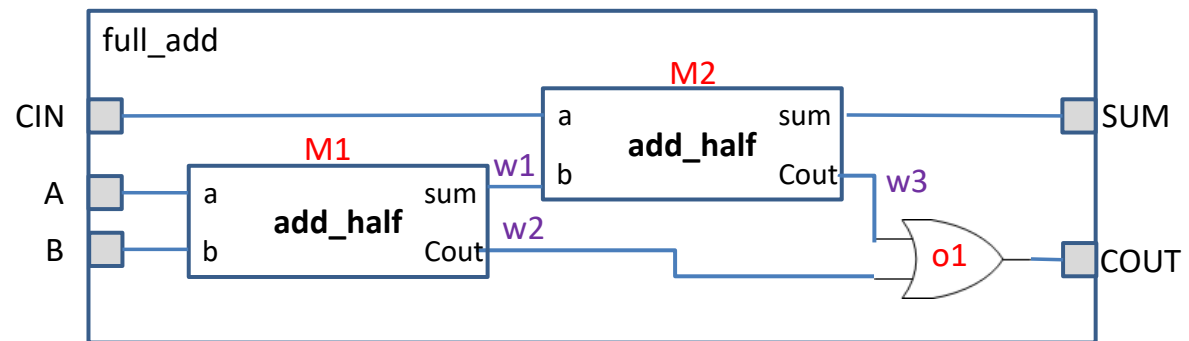 full_add
M2
CIN
a
sum
SUM
add_half
M1
w1
b
Cout
w3
A
a
sum
add_half
w2
B
b
Cout
o1
COUT